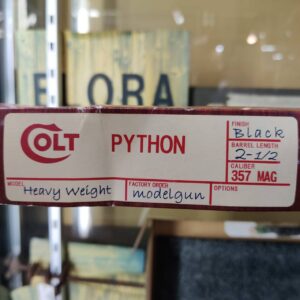 ELORA
COLT
PYTHON
FINISH
Black
BARREL LENGTH
2-1/2
CALIBER
357 MAG
MODEL
Heavy Weight
FACTORY ORDER
modelgun
OPTIONS